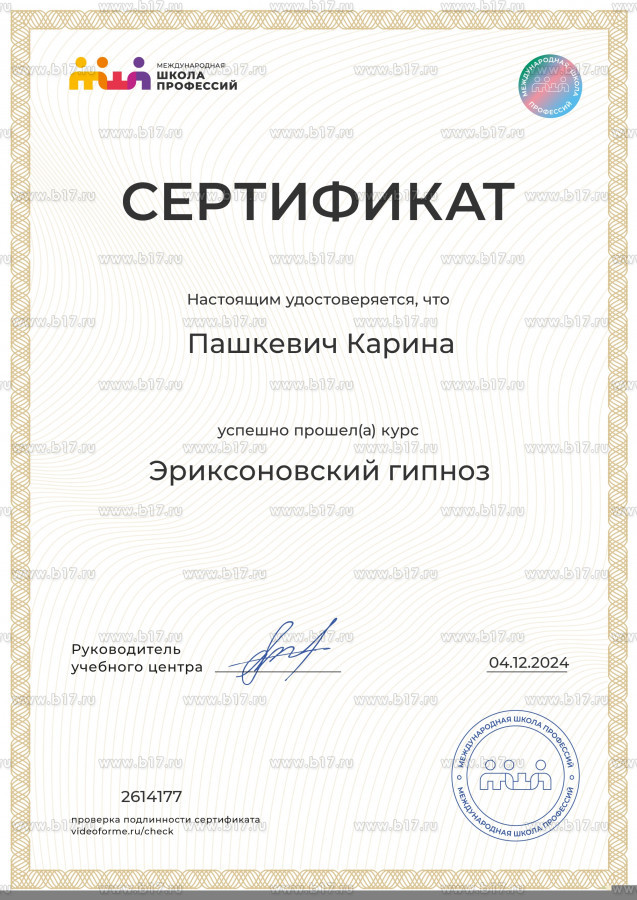 МЕЖДУНАРОДНАЯ
ШКОЛА
ПРОФЕССИЙ
МЕЖДУНАРОДНАЯ ШКОЛА ПРОФЕССИЙ
СЕРТИФИКАТ
Настоящим удостоверяется, что
Пашкевич Карина
успешно прошел(а) курс
Эриксоновский гипноз
Руководитель
учебного центра
04.12.2024
МЕЖДУНАРОДНАЯ ШКОЛА ПРОФЕССИЙ
МЕЖДУНАРОДНАЯ ШКОЛА ПРОФЕССИЙ
2614177
проверка подлинности сертификата
videoforme.ru/check
www.b17.ru